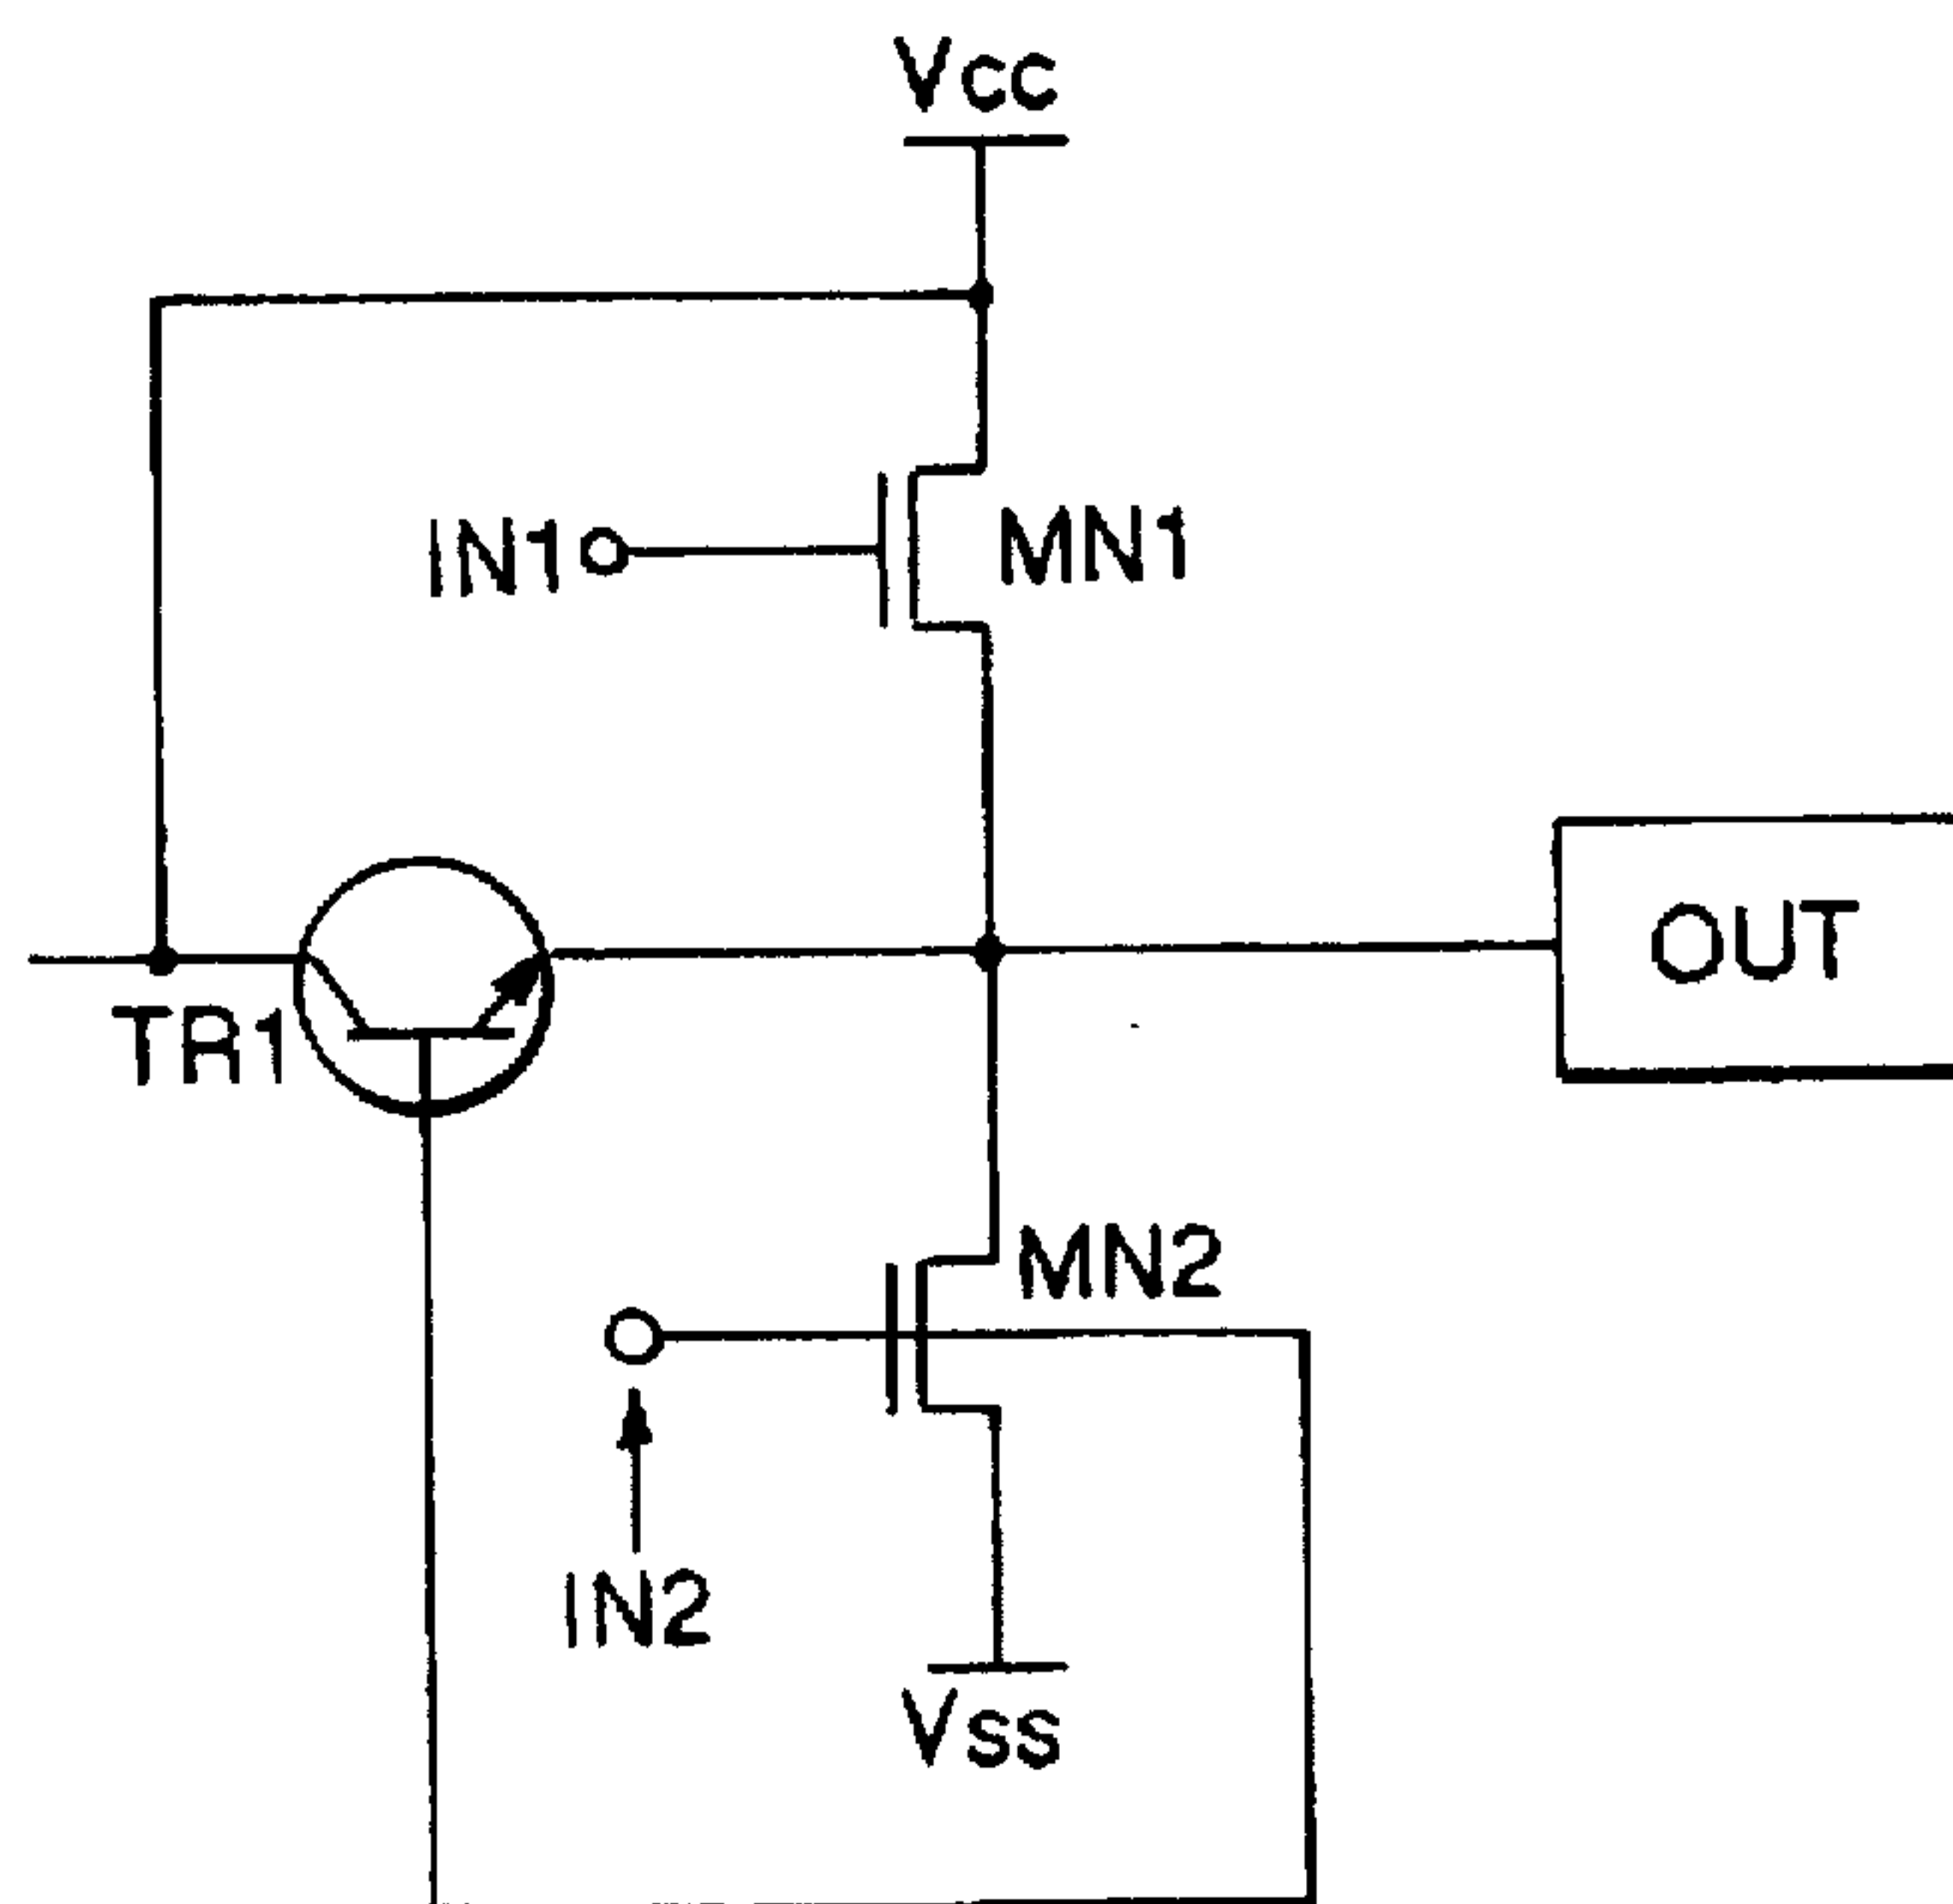 Vcc
IN1
MN1
OUT
TR1
MN2
IN2
Vss